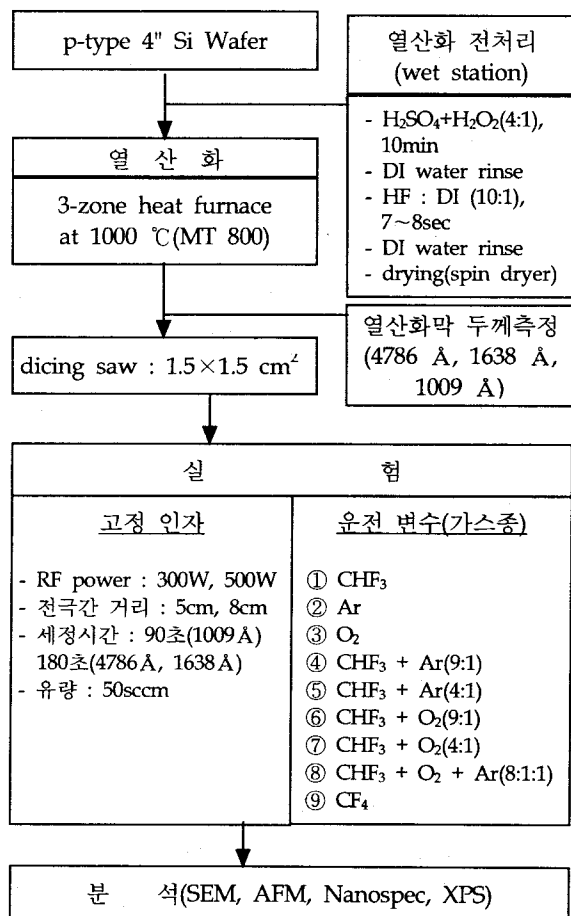 p-type 4" Si Wafer
열산화 전처리
(wet station)
- H₂SO₄+H₂O₂(4:1),
10min
- DI water rinse
- HF : DI (10:1),
7~8sec
- DI water rinse
- drying(spin dryer)
열 산 화
3-zone heat furnace
at 1000 ℃(MT 800)
열산화막 두께측정
(4786 Å, 1638 Å,
1009 Å)
dicing saw : 1.5×1.5 cm²
실 험
고정 인자
- RF power : 300W, 500W
- 전극간 거리 : 5cm, 8cm
- 세정시간 : 90초(1009Å)
180초(4786Å, 1638Å)
- 유량 : 50sccm
운전 변수(가스종)
① CHF₃
② Ar
③ O₂
④ CHF₃ + Ar(9:1)
⑤ CHF₃ + Ar(4:1)
⑥ CHF₃ + O₂(9:1)
⑦ CHF₃ + O₂(4:1)
⑧ CHF₃ + O₂ + Ar(8:1:1)
⑨ CF₄
분 석(SEM, AFM, Nanospec, XPS)